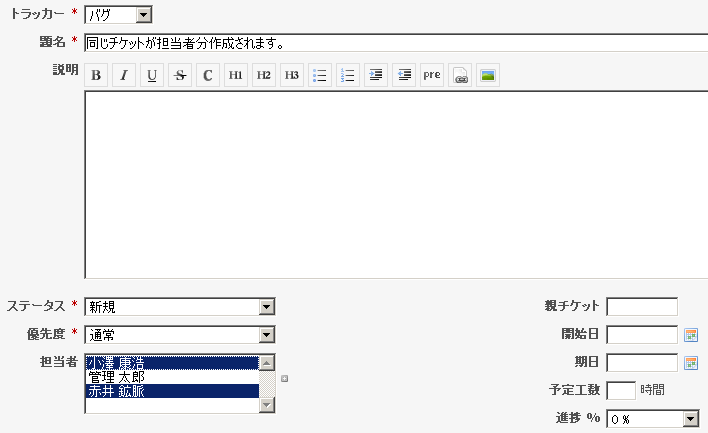 トラッカー * バグ
題名 * 同じチケットが担当者分作成されます。
説明 B I U S C H1 H2 H3 pre
ステータス * 新規 親チケット
優先度 * 通常 開始日
担当者 小澤 康浩 期日
管理 太郎
赤井 鉱脈 予定工数 時間
進捗 % 0 %